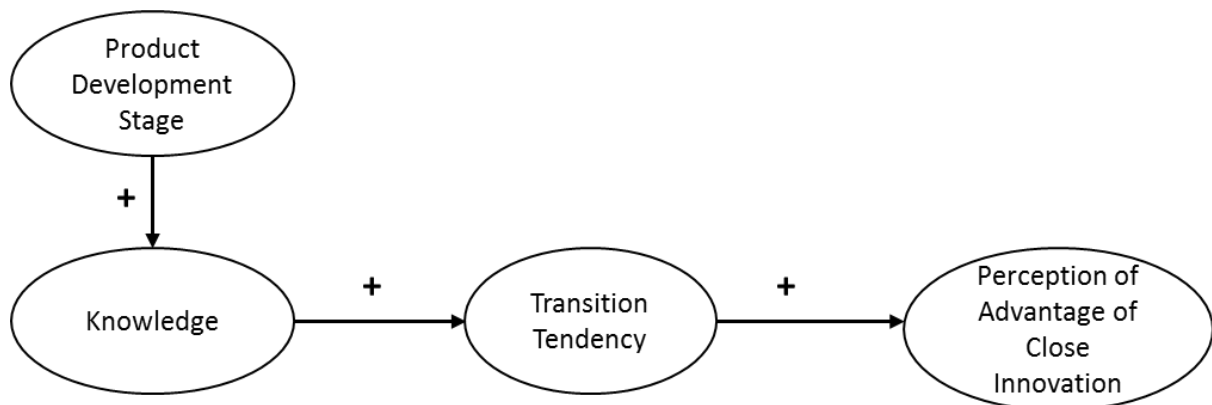 Product
Development
Stage
+
Knowledge
+
Transition
Tendency
+
Perception of
Advantage of
Close
Innovation